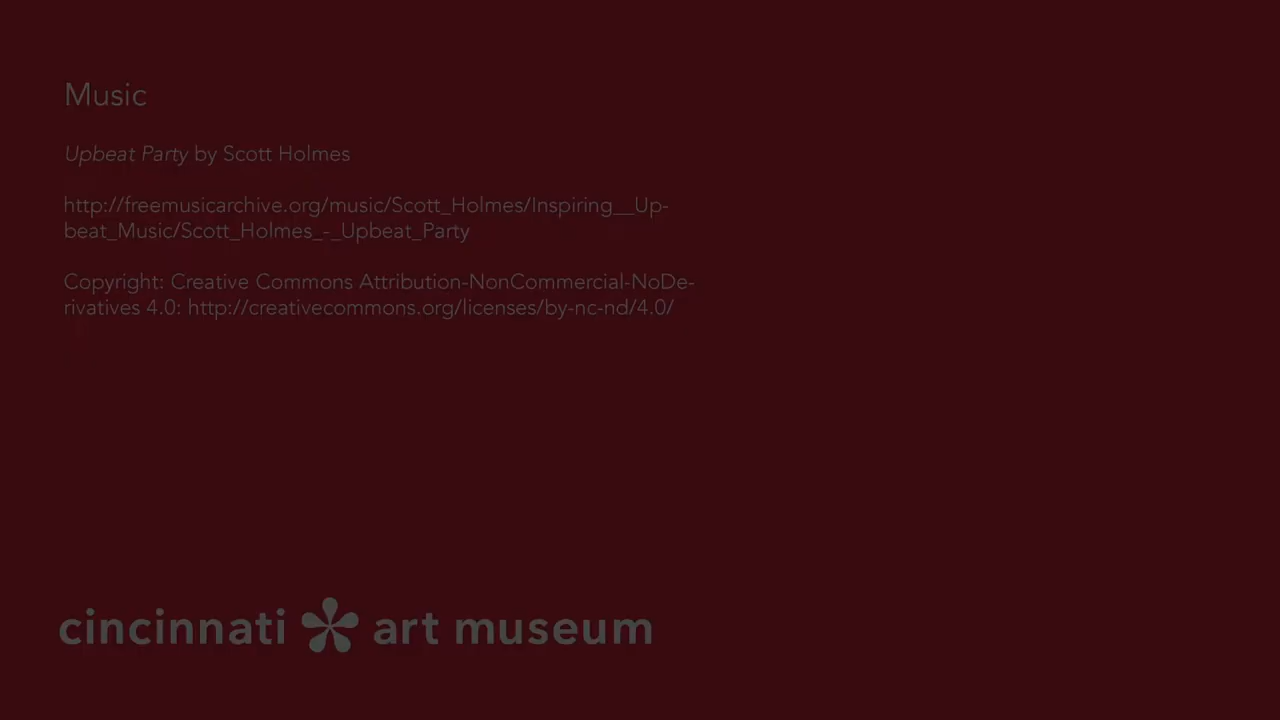 Music
Upbeat Party by Scott Holmes
http://freemusicarchive.org/music/Scott_Holmes/Inspiring__Up-
beat_Music/Scott_Holmes_-_Upbeat_Party
Copyright: Creative Commons Attribution-NonCommercial-NoDe-
rivatives 4.0: http://creativecommons.org/licenses/by-nc-nd/4.0/
cincinnati * art museum